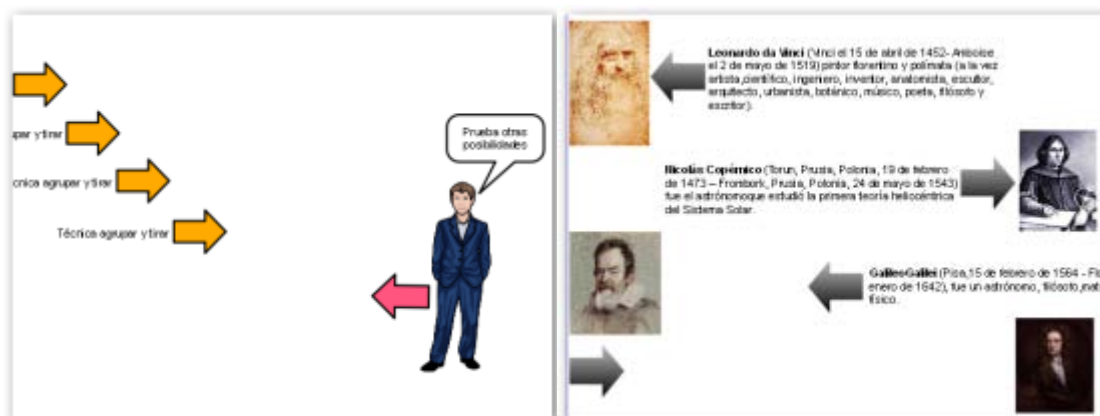 Prueba otras
posibilidades
upar y tirar
cnica agrupar y tirar
Técnica agrupar y tirar
Leonardo da Vinci (Vinci el 15 de abril de 1452- Amboise
el 2 de mayo de 1519) pintor florentino y polímata (a la vez
artista,científico, ingeniero, inventor, anatomista, escultor,
arquitecto, urbanista, botánico, músico, poeta, filósofo y
escritor).
Nicolás Copérnico (Torun, Prusia, Polonia, 19 de febrero
de 1473 – Frombork, Prusia, Polonia, 24 de mayo de 1543)
fue el astrónomoque estudió la primera teoría heliocéntrica
del Sistema Solar.
GalileoGalilei (Pisa,15 de febrero de 1564 - Flo
enero de 1642), fue un astrónomo, filósofo,mat
físico.